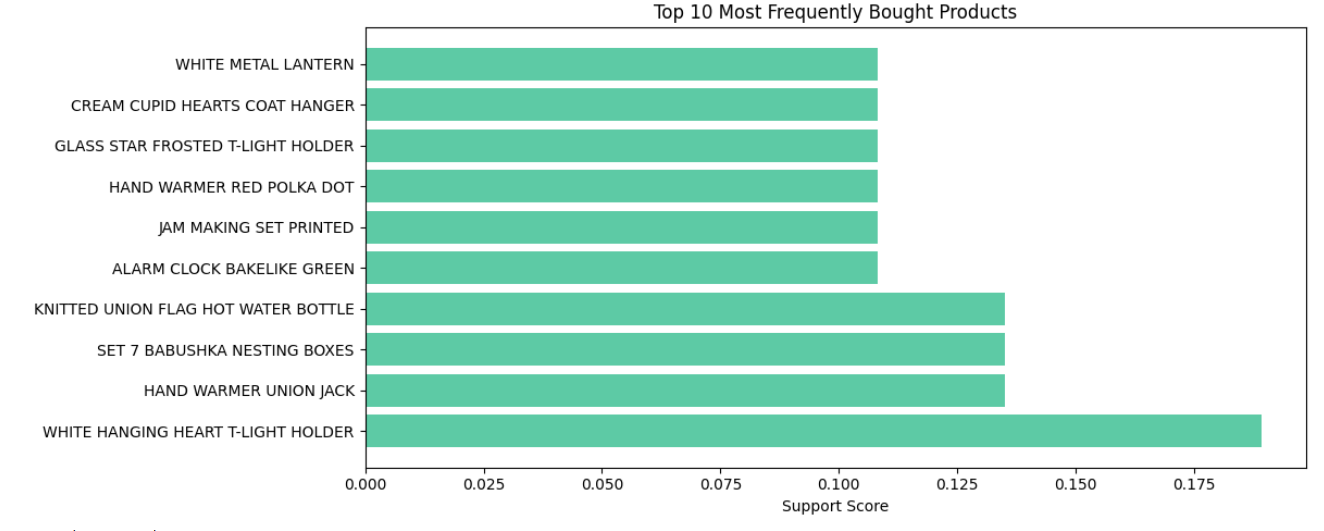 Top 10 Most Frequently Bought Products
WHITE METAL LANTERN
CREAM CUPID HEARTS COAT HANGER
GLASS STAR FROSTED T-LIGHT HOLDER
HAND WARMER RED POLKA DOT
JAM MAKING SET PRINTED
ALARM CLOCK BAKELIKE GREEN
KNITTED UNION FLAG HOT WATER BOTTLE
SET 7 BABUSHKA NESTING BOXES
HAND WARMER UNION JACK
WHITE HANGING HEART T-LIGHT HOLDER
0.000 0.025 0.050 0.075 0.100 0.125 0.150 0.175
Support Score